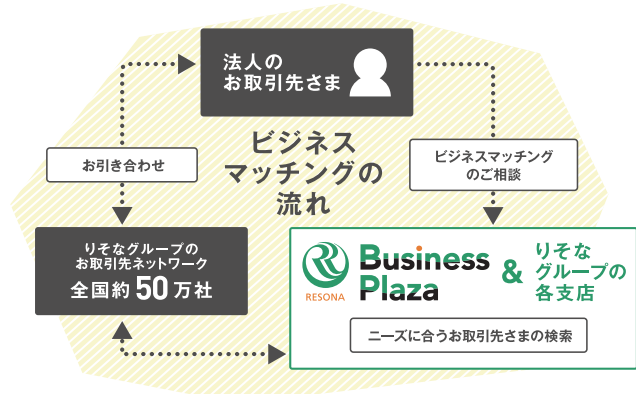 法人の
お取引先さま
ビジネス
マッチングの
流れ
お引き合わせ
ビジネスマッチング
のご相談
りそなグループの
お取引先ネットワーク
全国約50万社
RESONA
Business
Plaza
&
りそな
グループの
各支店
ニーズに合うお取引先さまの検索